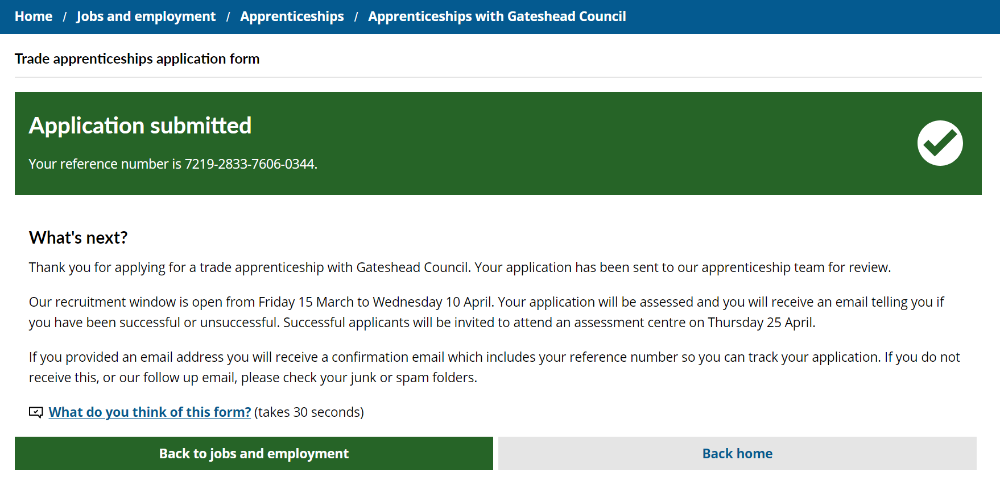 Home / Jobs and employment / Apprenticeships / Apprenticeships with Gateshead Council
Trade apprenticeships application form
Application submitted
Your reference number is 7219-2833-7606-0344.
What's next?
Thank you for applying for a trade apprenticeship with Gateshead Council. Your application has been sent to our apprenticeship team for review.
Our recruitment window is open from Friday 15 March to Wednesday 10 April. Your application will be assessed and you will receive an email telling you if
you have been successful or unsuccessful. Successful applicants will be invited to attend an assessment centre on Thursday 25 April.
If you provided an email address you will receive a confirmation email which includes your reference number so you can track your application. If you do not
receive this, or our follow up email, please check your junk or spam folders.
What do you think of this form? (takes 30 seconds)
Back to jobs and employment
Back home